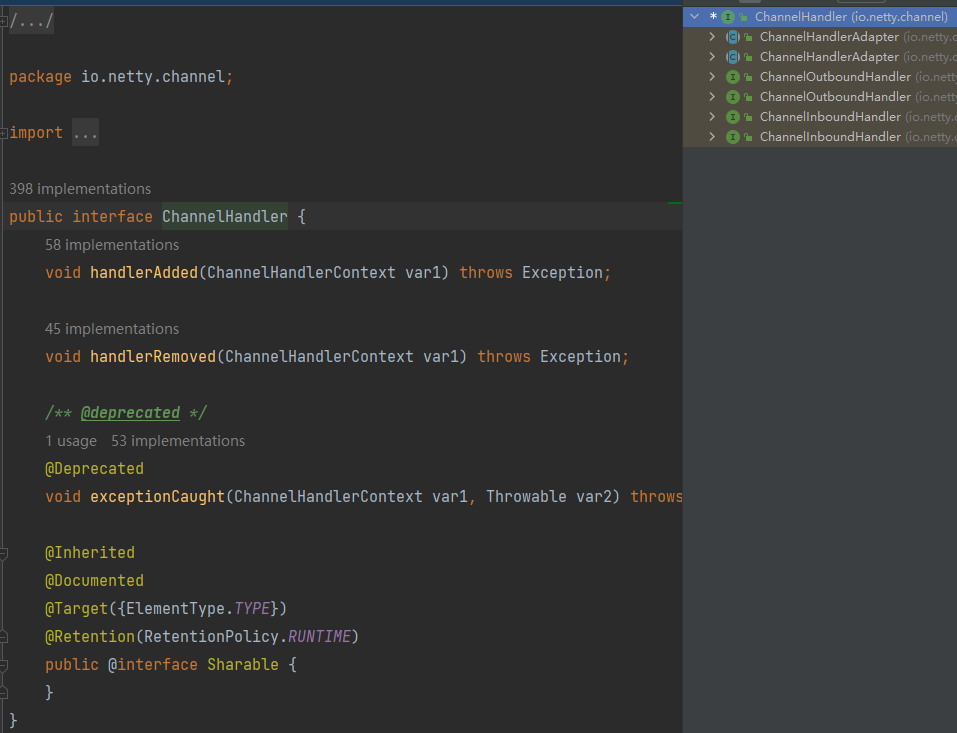 /.../
package io.netty.channel;
import ...
398 implementations
public interface ChannelHandler {
58 implementations
void handlerAdded(ChannelHandlerContext var1) throws Exception;
45 implementations
void handlerRemoved(ChannelHandlerContext var1) throws Exception;
/** @deprecated */
1 usage 53 implementations
@Deprecated
void exceptionCaught(ChannelHandlerContext var1, Throwable var2) throws
@Inherited
@Documented
@Target({ElementType.TYPE})
@Retention(RetentionPolicy.RUNTIME)
public @interface Sharable {
}
}
* ChannelHandler (io.netty.channel)
ChannelHandlerAdapter (io.netty.c
ChannelHandlerAdapter (io.netty.c
ChannelOutboundHandler (io.netty
ChannelOutboundHandler (io.netty
ChannelInboundHandler (io.netty.c
ChannelInboundHandler (io.netty.c